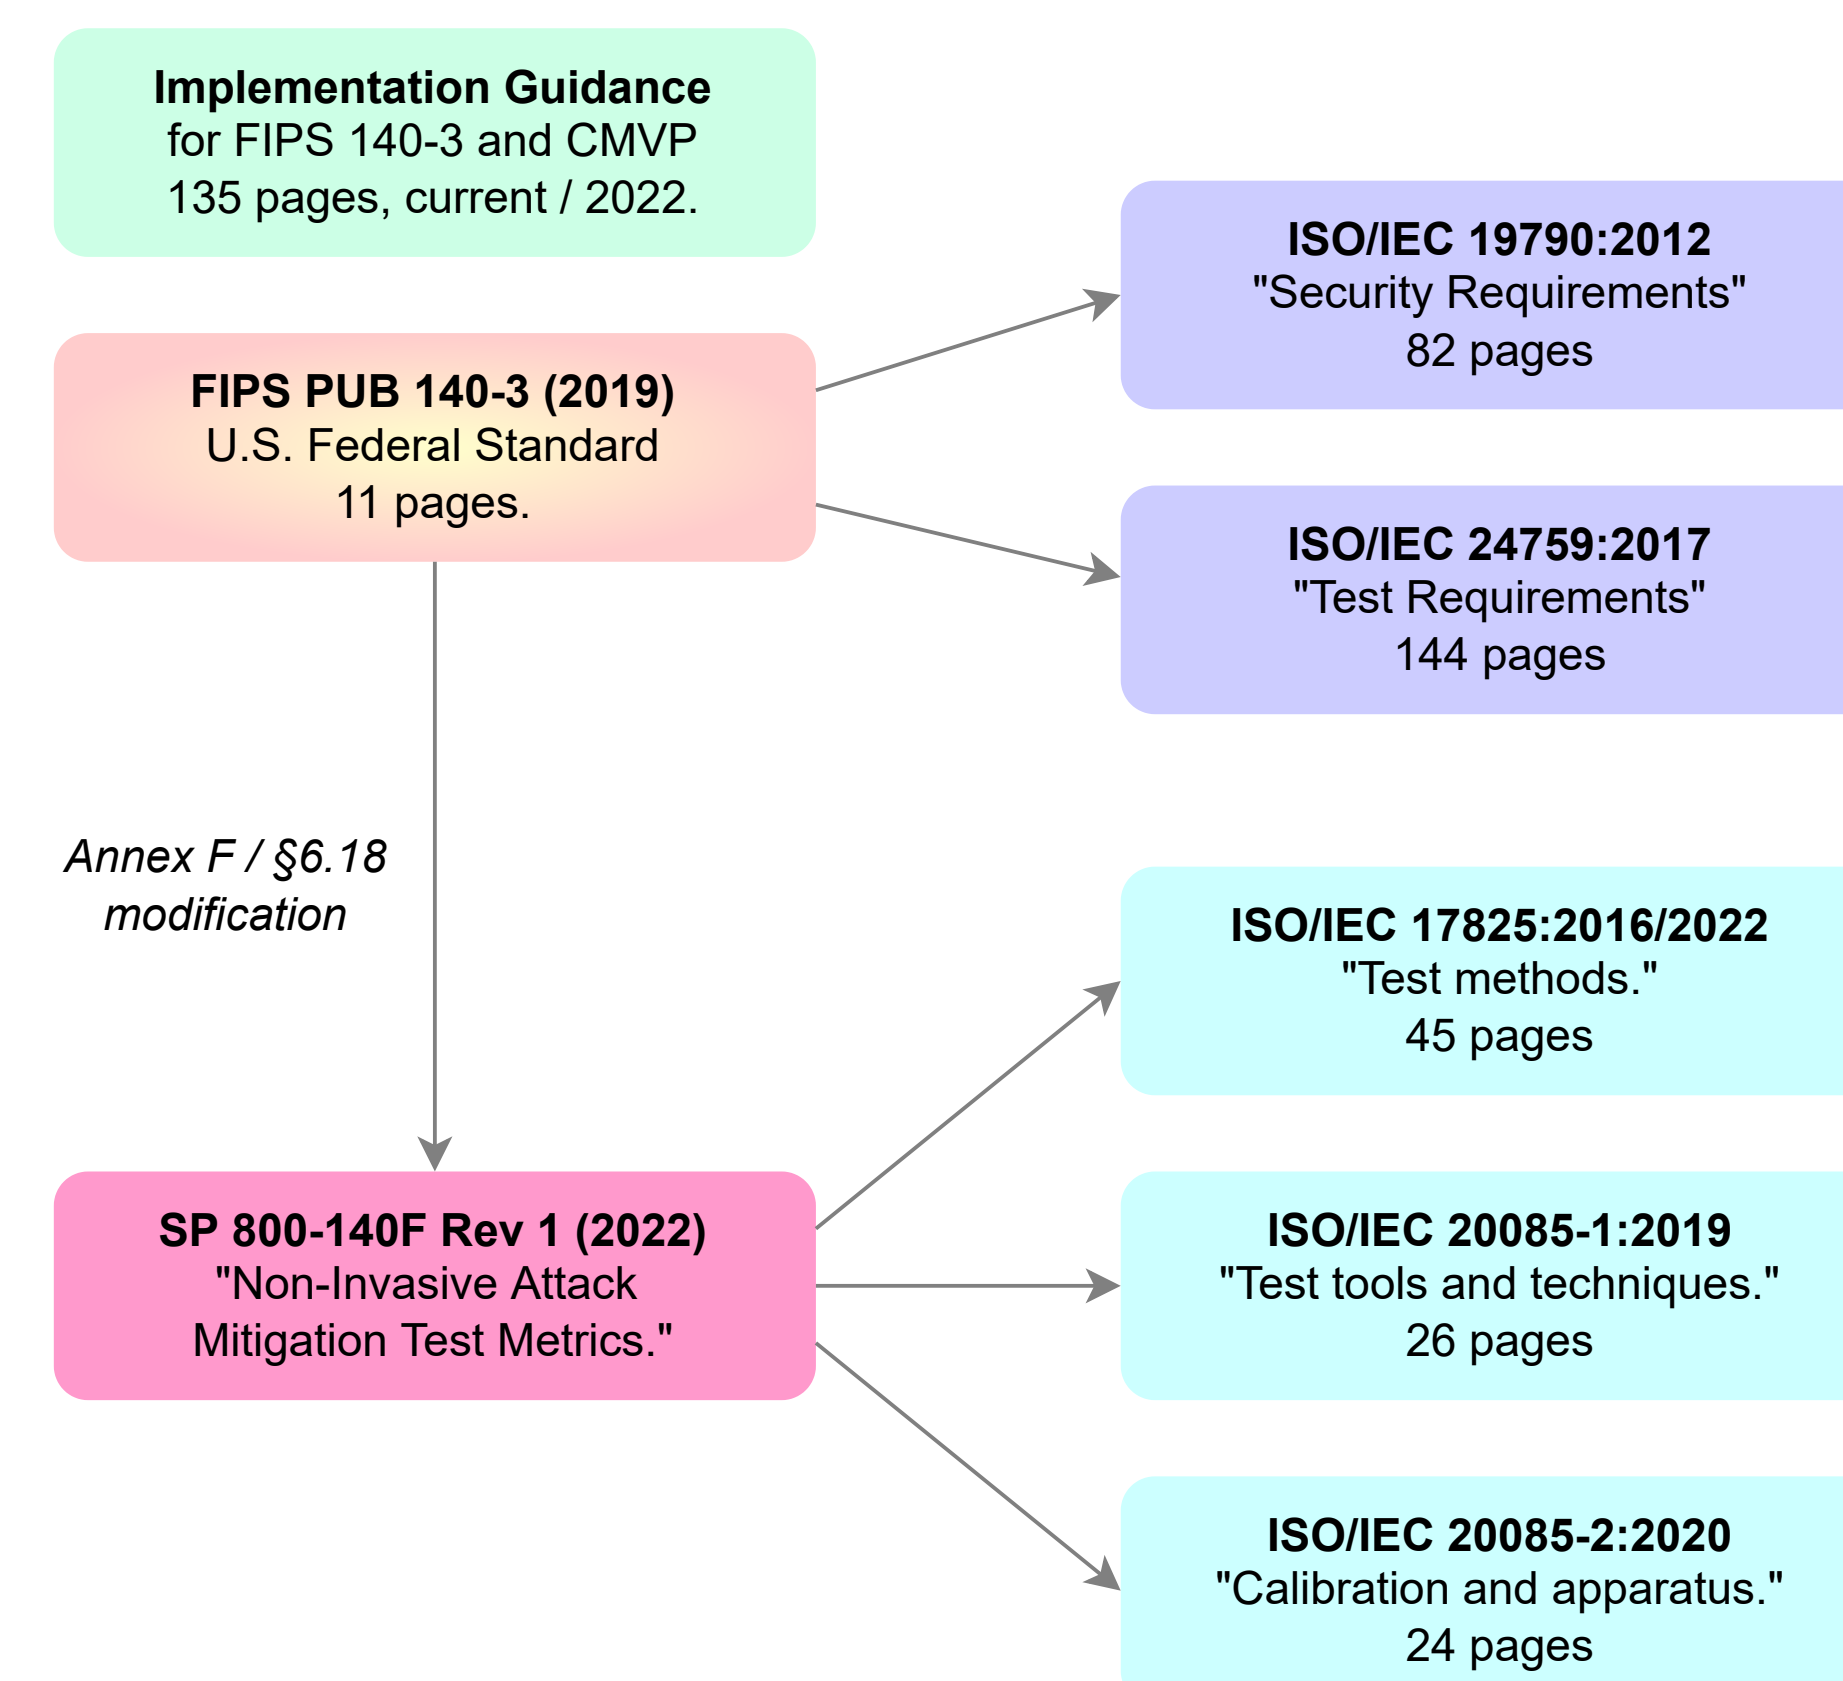 Implementation Guidance
for FIPS 140-3 and CMVP
135 pages, current / 2022.
FIPS PUB 140-3 (2019)
U.S. Federal Standard
11 pages.
ISO/IEC 19790:2012
"Security Requirements"
82 pages
ISO/IEC 24759:2017
"Test Requirements"
144 pages
Annex F / §6.18
modification
SP 800-140F Rev 1 (2022)
"Non-Invasive Attack
Mitigation Test Metrics."
ISO/IEC 17825:2016/2022
"Test methods."
45 pages
ISO/IEC 20085-1:2019
"Test tools and techniques."
26 pages
ISO/IEC 20085-2:2020
"Calibration and apparatus."
24 pages